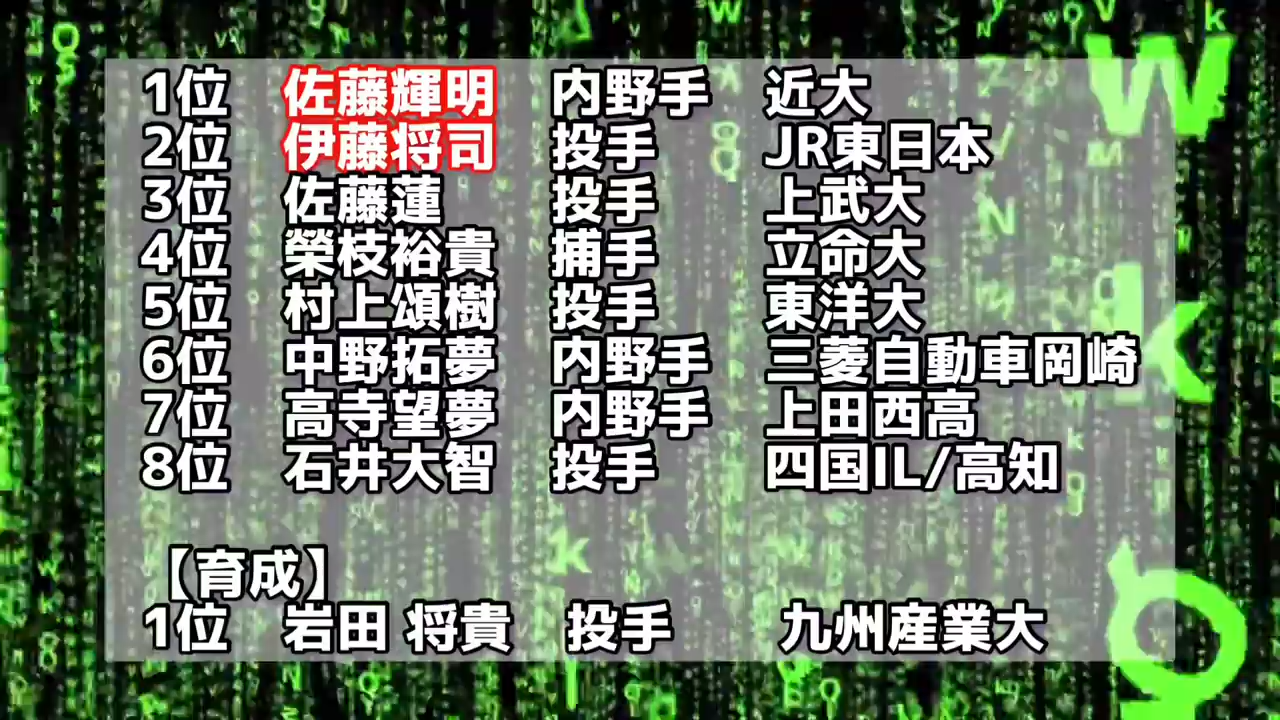 1位 佐藤輝明 内野手 近大
2位 伊藤将司 投手 JR東日本
3位 佐藤蓮 投手 上武大
4位 榮枝裕貴 捕手 立命大
5位 村上頌樹 投手 東洋大
6位 中野拓夢 内野手 三菱自動車岡崎
7位 高寺望夢 内野手 上田西高
8位 石井大智 投手 四国IL/高知
【育成】
1位 岩田 将貴 投手 九州産業大